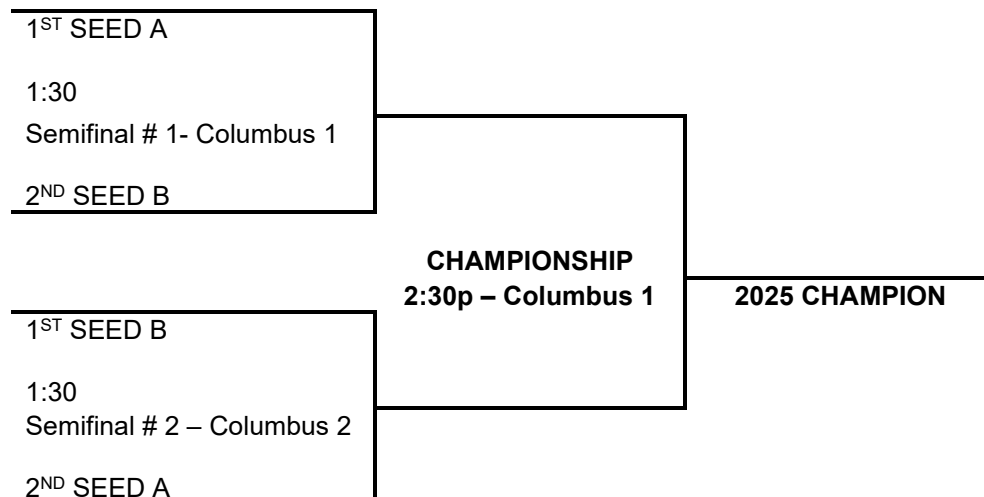 1ST SEED A
1:30
Semifinal # 1- Columbus 1
2ND SEED B
CHAMPIONSHIP
2:30p – Columbus 1
2025 CHAMPION
1ST SEED B
1:30
Semifinal # 2 – Columbus 2
2ND SEED A